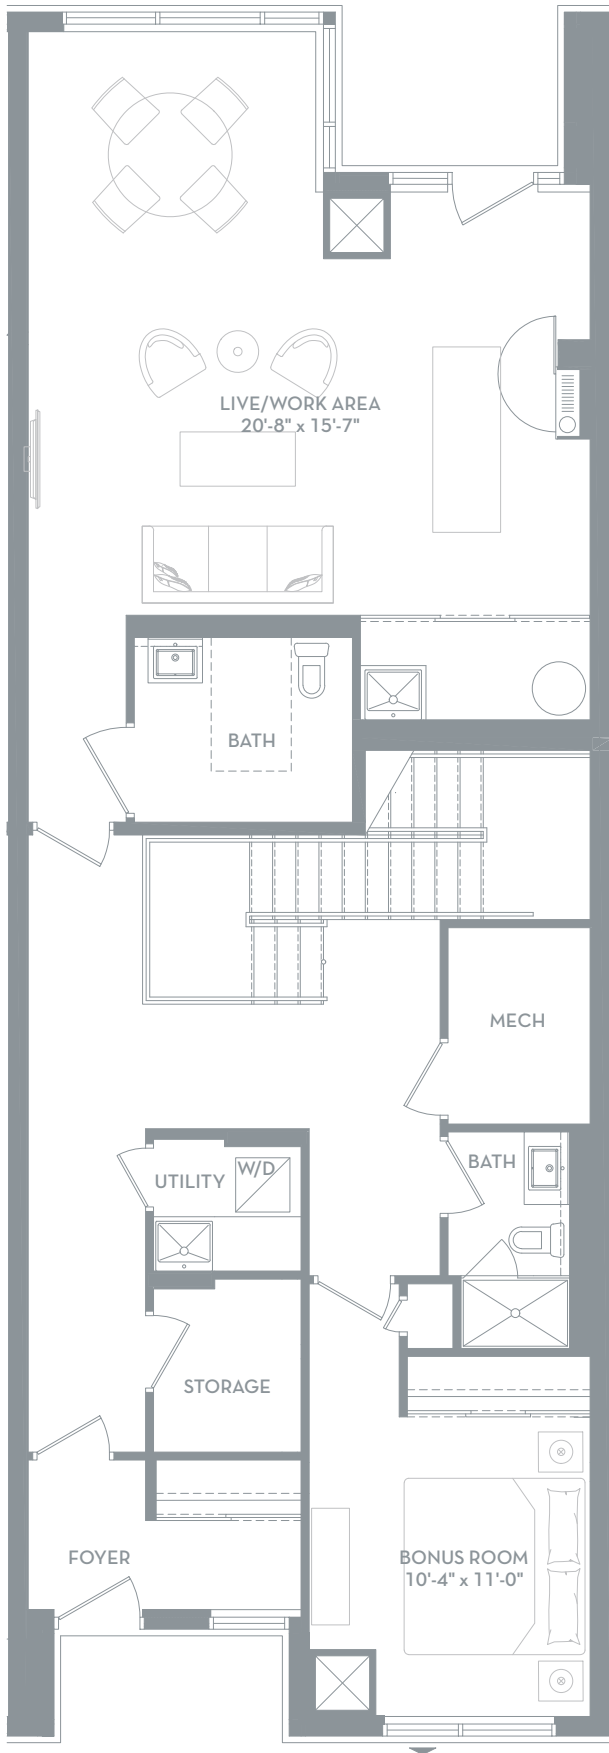 LIVE/WORK AREA
20'-8" x 15'-7"
BATH
MECH
BATH
W/D
UTILITY
STORAGE
FOYER
BONUS ROOM
10'-4" x 11'-0"